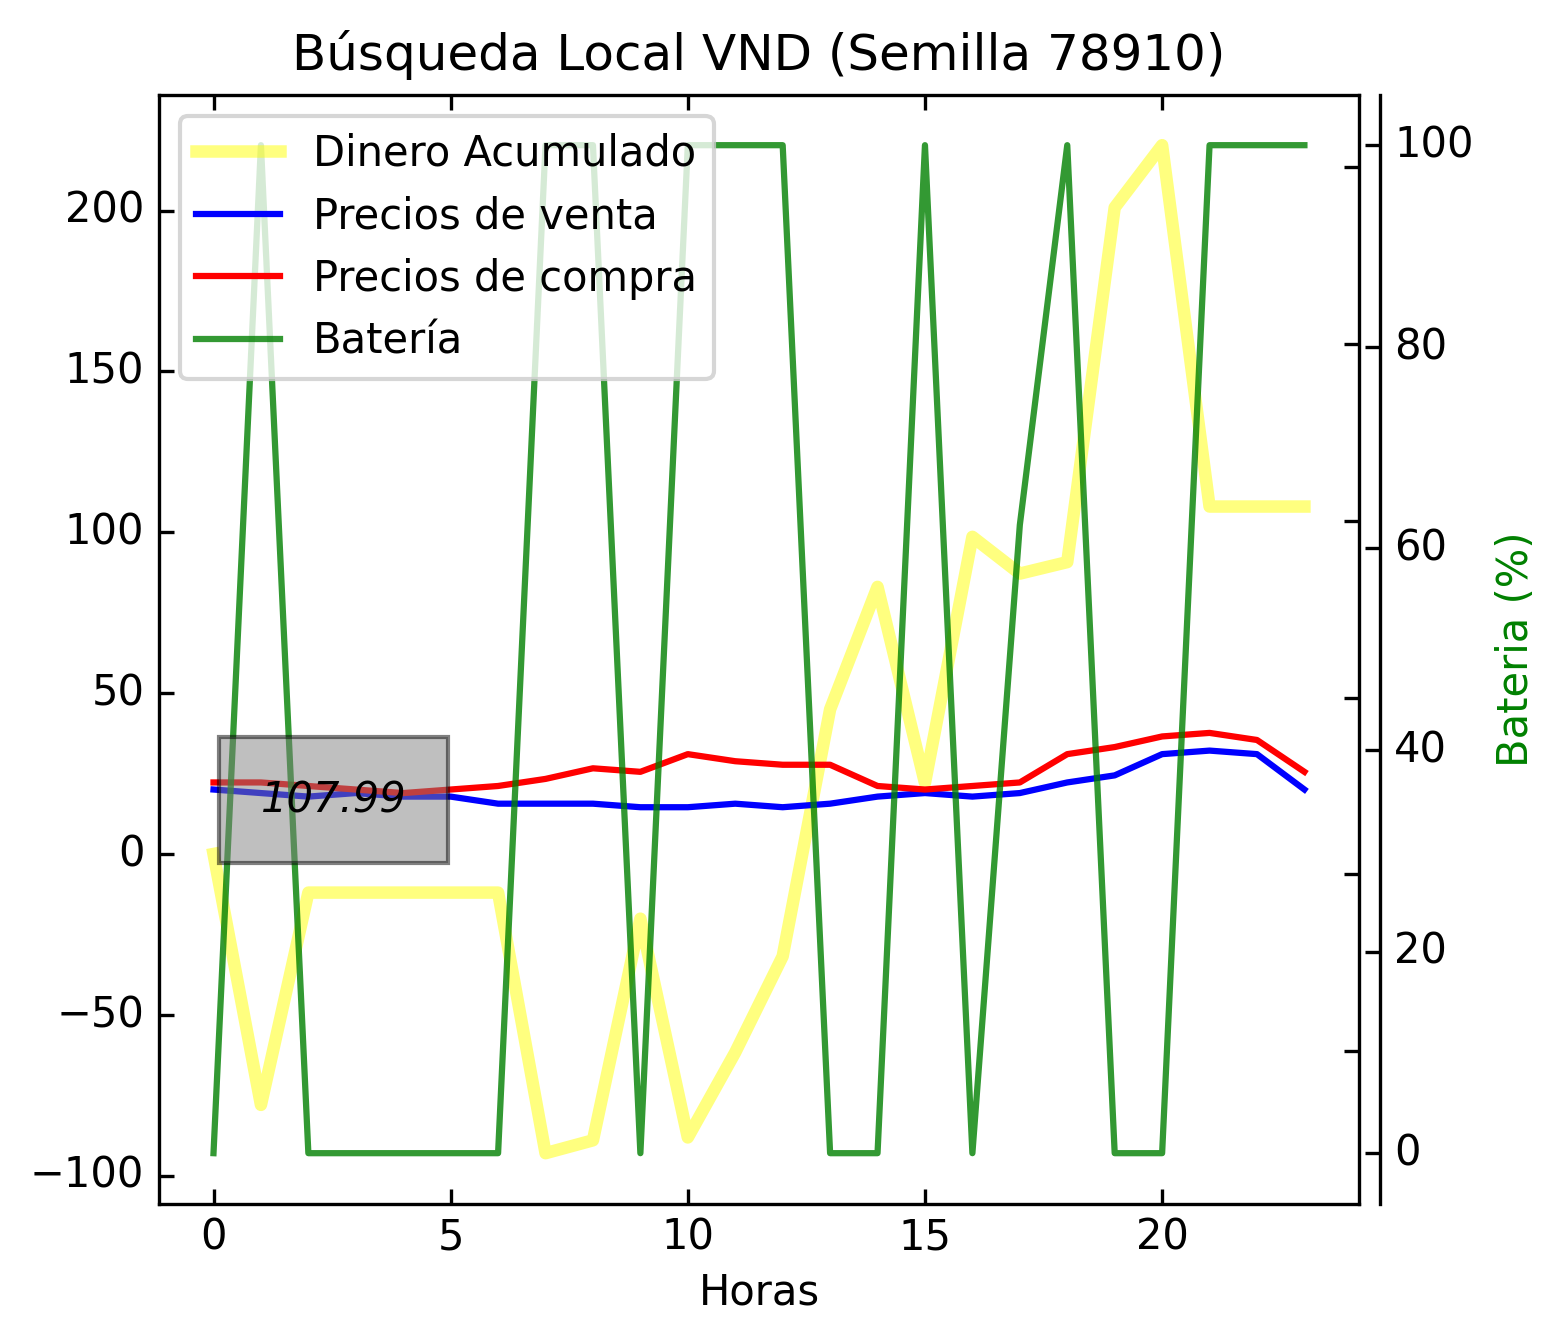 Búsqueda Local VND (Semilla 78910)
Dinero Acumulado
Precios de venta
Precios de compra
Batería
200
150
100
50
0
−50
−100
107.99
100
80
60
40
20
0
Bateria (%)
0 5 10 15 20
Horas